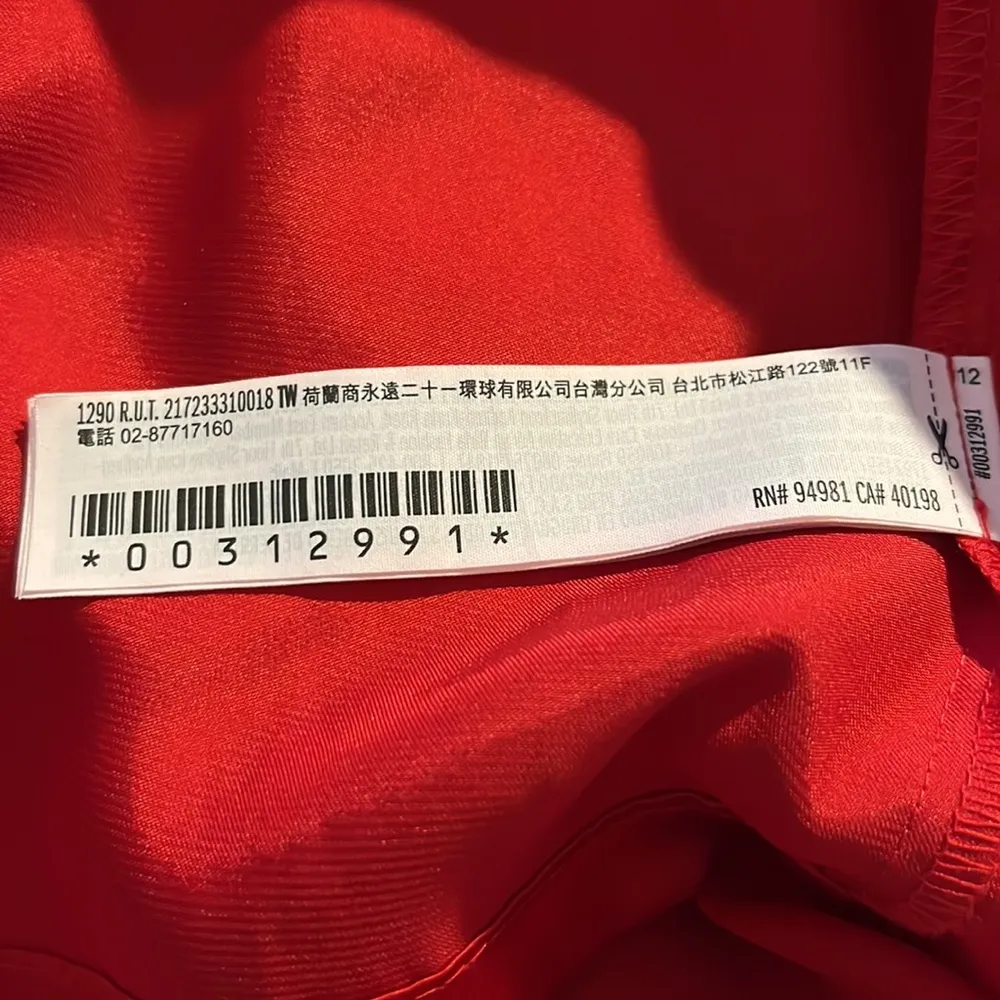 1290 R.U.T. 217233310018 TW 荷蘭商永遠二十一環球有限公司台灣分公司 台北市松江路122號11F
電話 02-87717160
*00312991*
RN# 94981 CA# 40198
12
#00312991